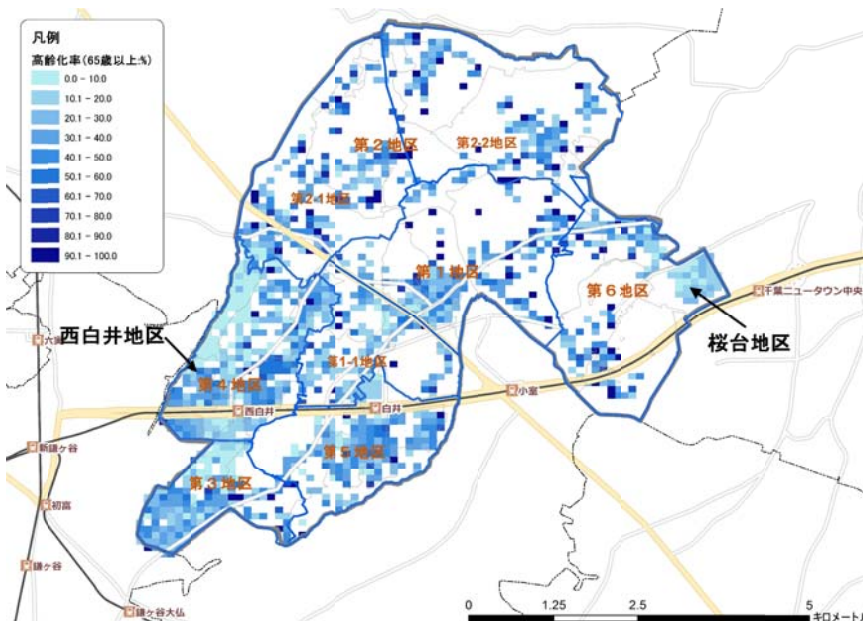 凡例
高齢化率(65歳以上:%)
0.0 - 10.0
10.1 - 20.0
20.1 - 30.0
30.1 - 40.0
40.1 - 50.0
50.1 - 60.0
60.1 - 70.0
70.1 - 80.0
80.1 - 90.0
90.1 - 100.0
第2地区
第2-2地区
第2-1地区
第1地区
第6地区
千葉ニュータウン中央
西白井地区
桜台地区
第1-1地区
第4地区
小室
西白井
白井
新鎌ヶ谷
第5地区
第3地区
初富
鎌ヶ谷
鎌ヶ谷大仏
0 1.25 2.5 5
キロメートル